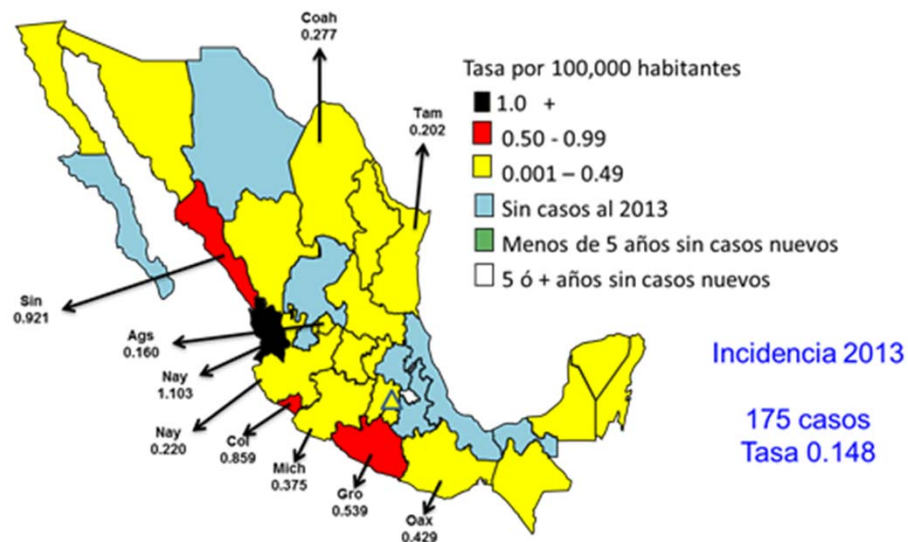 Coah
0.277
Tasa por 100,000 habitantes
1.0 +
0.50 - 0.99
0.001 – 0.49
Sin casos al 2013
Menos de 5 años sin casos nuevos
5 ó + años sin casos nuevos
Tam
0.202
Sin
0.921
Ags
0.160
Nay
1.103
Nay
0.220
Col
0.859
Mich
0.375
Gro
0.539
Oax
0.429
Incidencia 2013
175 casos
Tasa 0.148